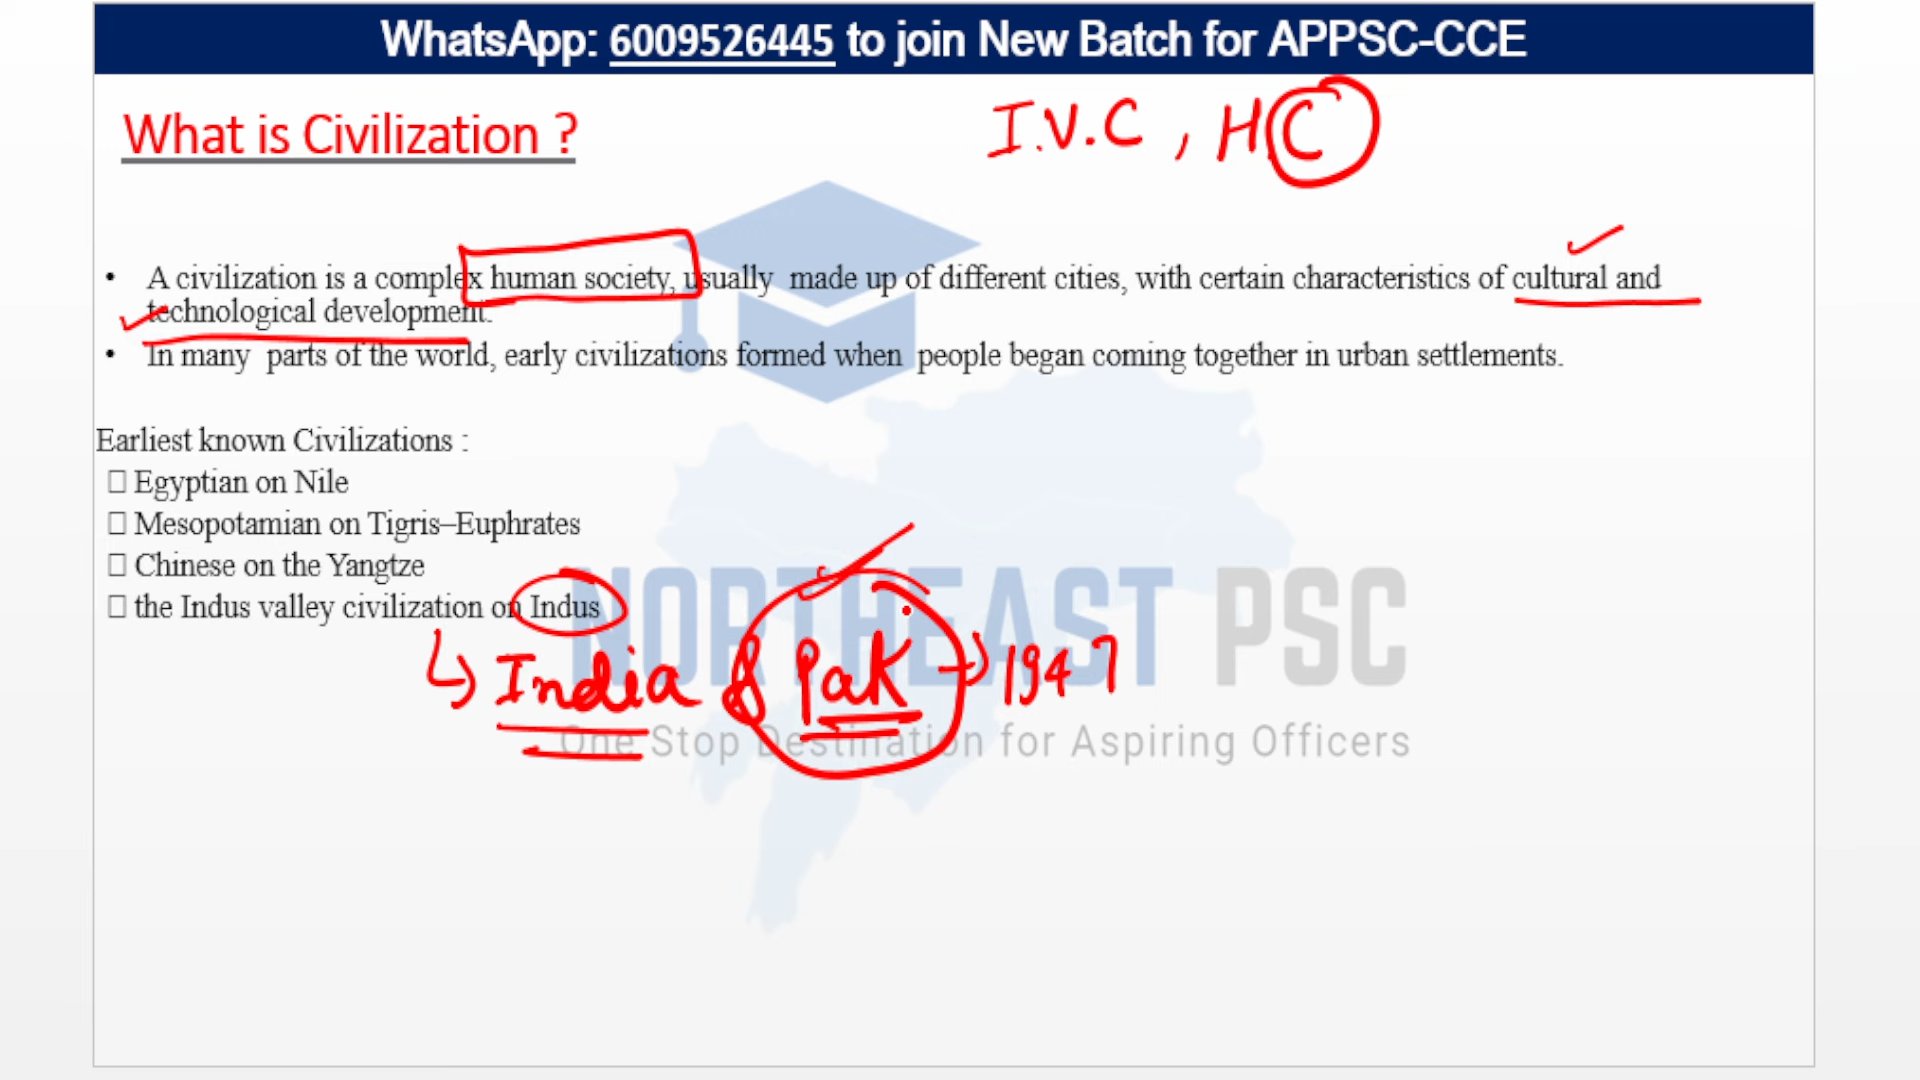 WhatsApp: 6009526445 to join New Batch for APPSC-CCE
What is Civilization ?
I.V.C , H.C
• A civilization is a complex human society, usually made up of different cities, with certain characteristics of cultural and
technological development.
• In many parts of the world, early civilizations formed when people began coming together in urban settlements.
Earliest known Civilizations :
□ Egyptian on Nile
□ Mesopotamian on Tigris–Euphrates
□ Chinese on the Yangtze
□ the Indus valley civilization on Indus
NORTHEAST PSC
India & Pak → 1947
One Stop Destination for Aspiring Officers